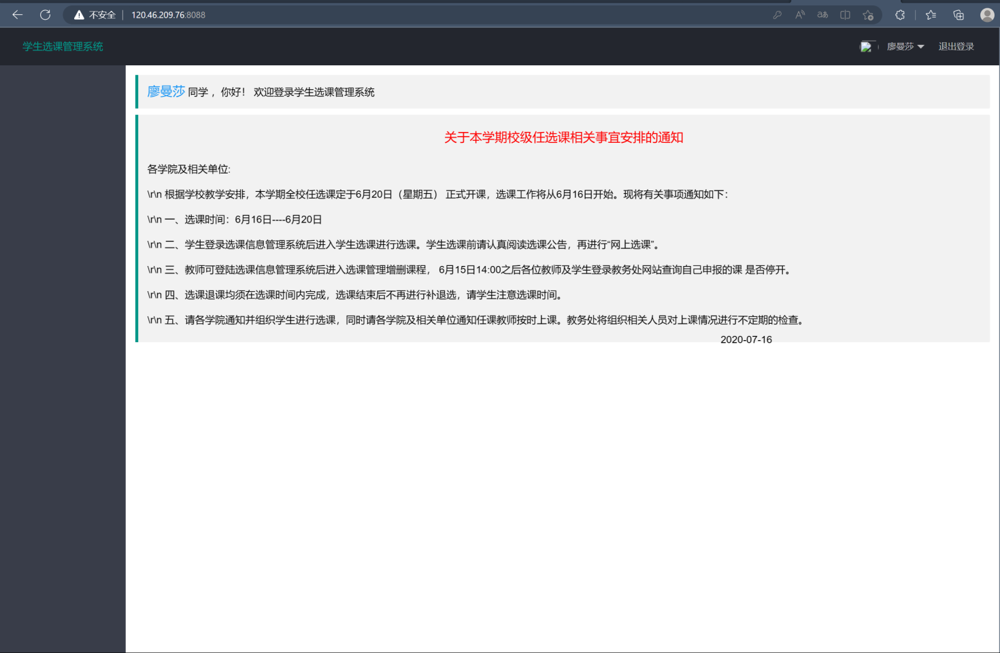 不安全 120.46.209.76:8088
学生选课管理系统
廖曼莎 退出登录
廖曼莎 同学 ，你好！ 欢迎登录学生选课管理系统
关于本学期校级任选课相关事宜安排的通知
各学院及相关单位:
\r\n 根据学校教学安排，本学期全校任选课定于6月20日（星期五） 正式开课，选课工作将从6月16日开始。现将有关事项通知如下：
\r\n 一、选课时间：6月16日----6月20日
\r\n 二、学生登录选课信息管理系统后进入学生选课进行选课。学生选课前请认真阅读选课公告，再进行“网上选课”。
\r\n 三、教师可登陆选课信息管理系统后进入选课管理增删课程， 6月15日14:00之后各位教师及学生登录教务处网站查询自己申报的课 是否停开。
\r\n 四、选课退课均须在选课时间内完成，选课结束后不再进行补退选，请学生注意选课时间。
\r\n 五、请各学院通知并组织学生进行选课，同时请各学院及相关单位通知任课教师按时上课。教务处将组织相关人员对上课情况进行不定期的检查。
2020-07-16